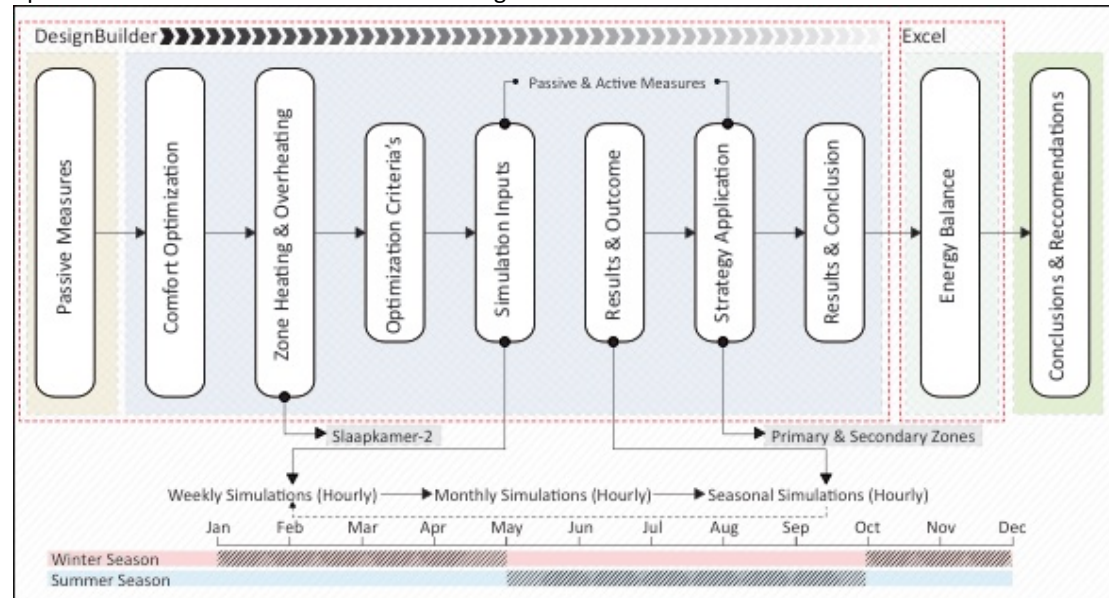 DesignBuilder
Excel
Passive & Active Measures
Passive Measures
Comfort Optimization
Zone Heating & Overheating
Optimization Criteria's
Simulation Inputs
Results & Outcome
Strategy Application
Results & Conclusion
Energy Balance
Conclusions & Reccomendations
Slaapkamer-2
Primary & Secondary Zones
Weekly Simulations (Hourly)
Monthly Simulations (Hourly)
Seasonal Simulations (Hourly)
Jan Feb Mar Apr May Jun Jul Aug Sep Oct Nov Dec
Winter Season
Summer Season